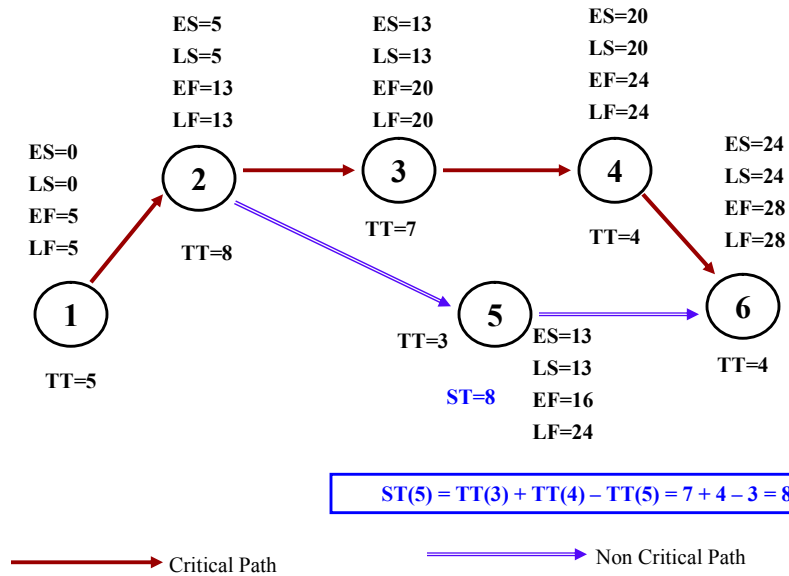 ES=5
LS=5
EF=13
LF=13
ES=13
LS=13
EF=20
LF=20
ES=20
LS=20
EF=24
LF=24
ES=0
LS=0
EF=5
LF=5
ES=24
LS=24
EF=28
LF=28
2
3
4
TT=8
TT=7
TT=4
1
5
6
TT=5
TT=3
TT=4
ST=8
ES=13
LS=13
EF=16
LF=24
ST(5) = TT(3) + TT(4) – TT(5) = 7 + 4 – 3 = 8
Critical Path
Non Critical Path